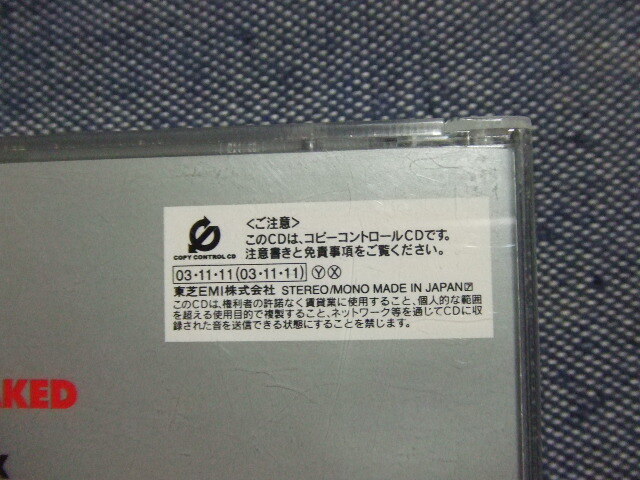 <ご注意>
このCDは、コピーコントロールCDです。
注意書きと免責事項をご覧ください。
COPY CONTROL CD
03·11·11(03·11·11) Ⓨ Ⓧ
東芝EMI株式会社 STEREO/MONO MADE IN JAPAN
このCDは、権利者の許諾なく賃貸業に使用すること、個人的な範囲
を超える使用目的で複製すること、ネットワーク等を通じてCDに収
録された音を送信できる状態にすることを禁じます。
AKED